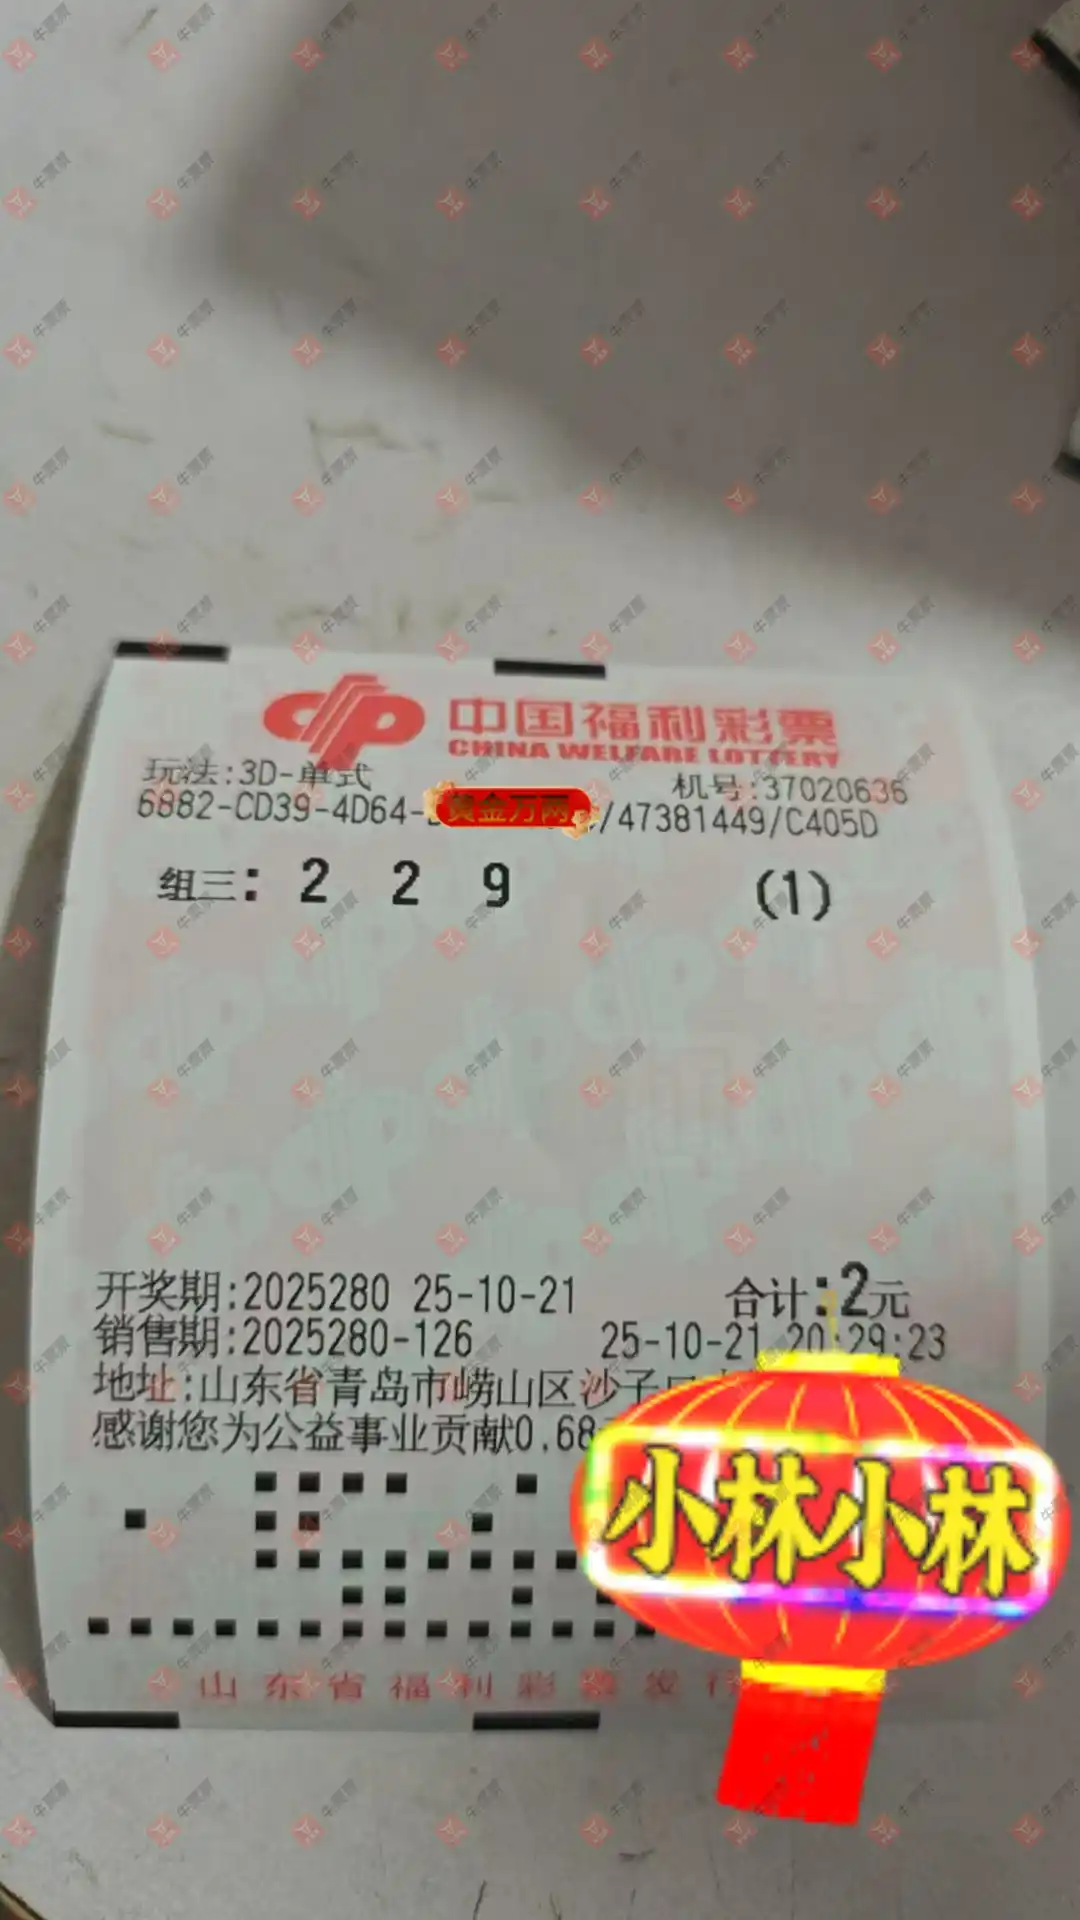 中国福利彩票
CHINA WELFARE LOTTERY
玩法:3D-单式 机号:37020636
6882-CD39-4D64- 黄金万两 /47381449/C405D
组三: 2 2 9 (1)
开奖期:2025280 25-10-21 合计:2元
销售期:2025280-126 25-10-21 20:29:23
地址:山东省青岛市崂山区沙子
感谢您为公益事业贡献0.68
小林小林
山东省福利彩票发行
牛票票